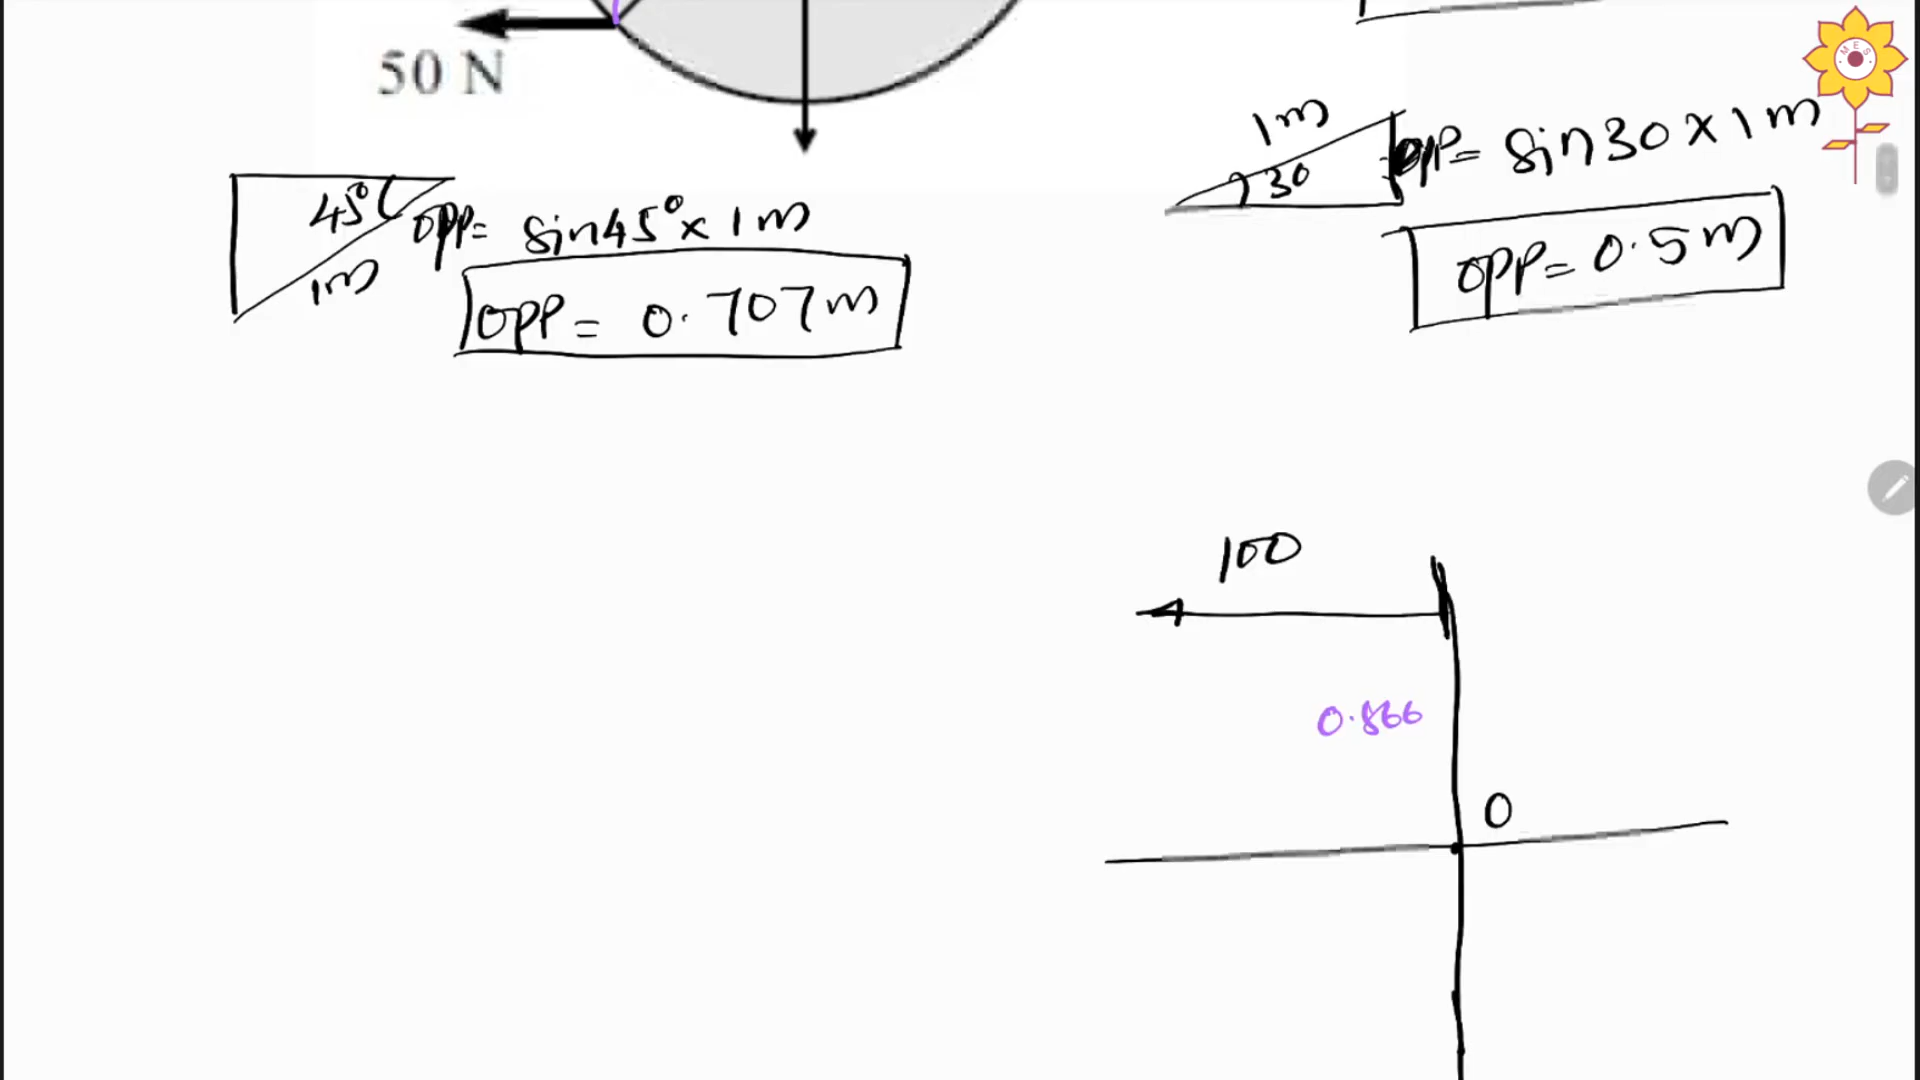 50 N
M E S
1m
30
opp= sin30 x 1m
opp= 0.5m
45°
1m
opp= sin45° x 1m
opp= 0.707m
100
0.866
0